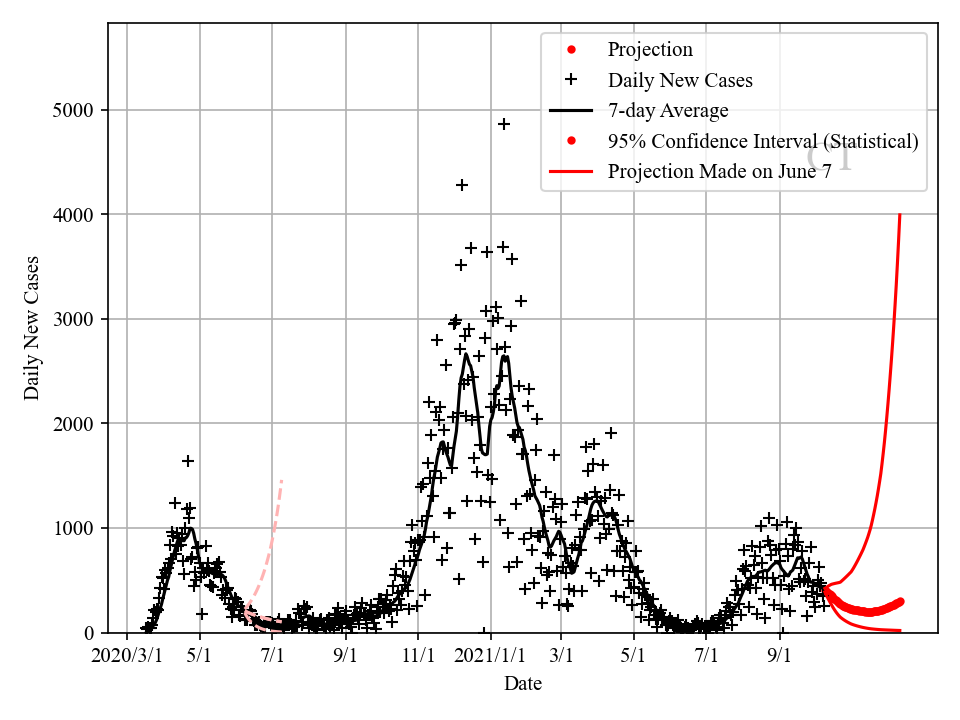 Projection
Daily New Cases
7-day Average
95% Confidence Interval (Statistical)
Projection Made on June 7
CT
5000
4000
3000
2000
1000
0
Daily New Cases
2020/3/1 5/1 7/1 9/1 11/1 2021/1/1 3/1 5/1 7/1 9/1
Date